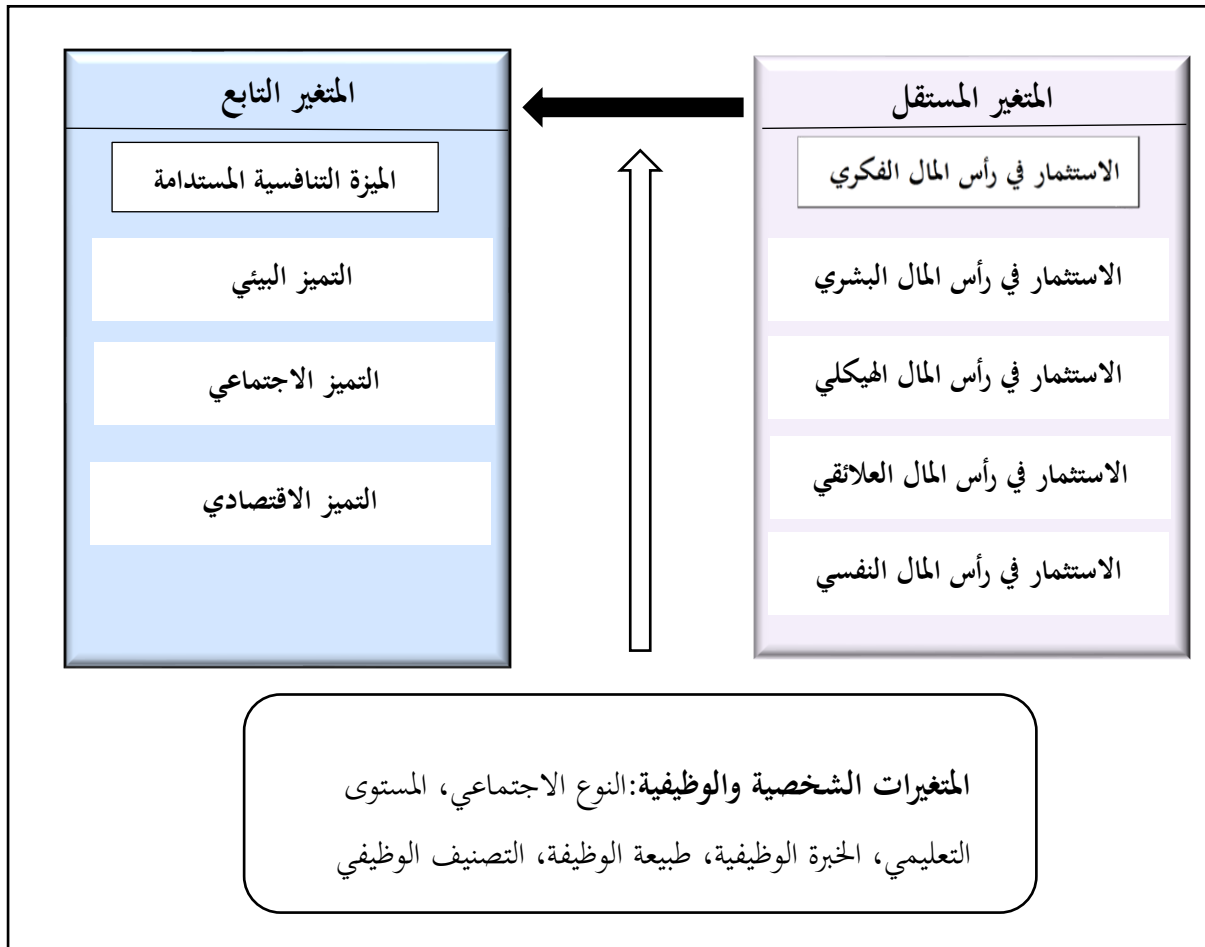 المتغير المستقل
الاستثمار في رأس المال الفكري
الاستثمار في رأس المال البشري
الاستثمار في رأس المال الهيكلي
الاستثمار في رأس المال العلائقي
الاستثمار في رأس المال النفسي
المتغير التابع
الميزة التنافسية المستدامة
التميز البيئي
التميز الاجتماعي
التميز الاقتصادي
المتغيرات الشخصية والوظيفية:النوع الاجتماعي، المستوى
التعليمي، الخبرة الوظيفية، طبيعة الوظيفة، التصنيف الوظيفي